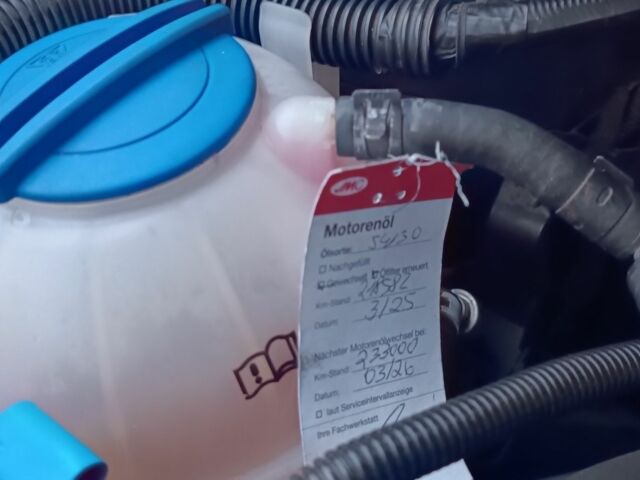 Motorenöl
Ölsorte: 5W30
Nachgefüllt
Gewechselt Ölfilter erneuert
Km-Stand:
Datum: 3/25
Nächster Motorenölwechsel bei:
Km-Stand: 233000
Datum: 03/26
laut Serviceintervallanzeige
Ihre Fachwerkstatt